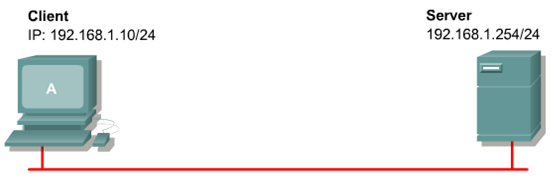 Client
IP: 192.168.1.10/24
Server
192.168.1.254/24
A